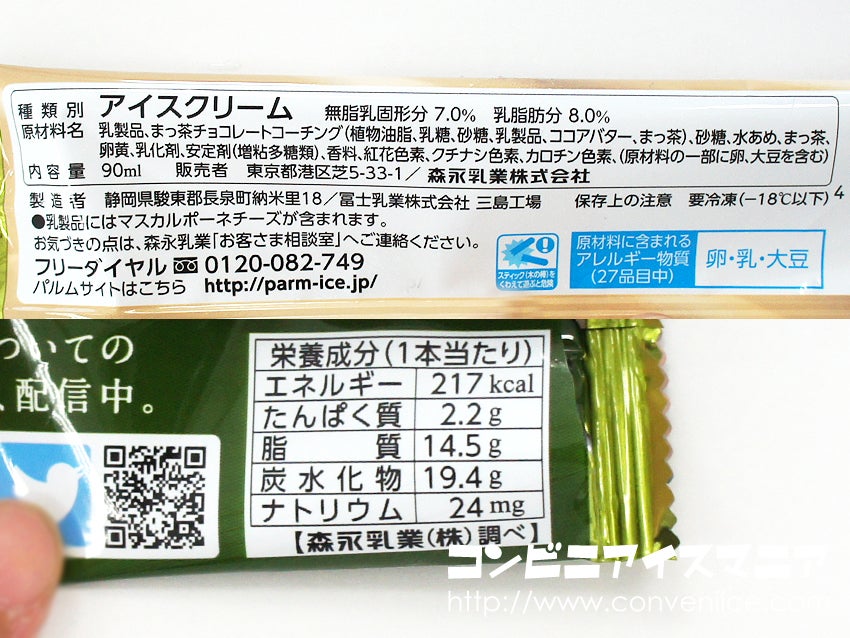 種類別 アイスクリーム 無脂乳固形分 7.0% 乳脂肪分 8.0%
原材料名 乳製品、まっ茶チョコレートコーチング(植物油脂、乳糖、砂糖、乳製品、ココアバター、まっ茶)、砂糖、水あめ、まっ茶、
卵黄、乳化剤、安定剤(増粘多糖類)、香料、紅花色素、クチナシ色素、カロチン色素、(原材料の一部に卵、大豆を含む)
内容量 90ml 販売者 東京都港区芝5-33-1/ 森永乳業株式会社
製造者 静岡県駿東郡長泉町納米里18/冨士乳業株式会社 三島工場 保存上の注意 要冷凍(−18℃以下) 4
●乳製品にはマスカルポーネチーズが含まれます。
お気づきの点は、森永乳業「お客さま相談室」へご連絡ください。
フリーダイヤル 0120-082-749
パルムサイトはこちら http://parm-ice.jp/
スティック(木の棒)を
くわえて遊ぶと危険
原材料に含まれる
アレルギー物質
(27品目中)
卵・乳・大豆
ついての
、配信中。
栄養成分(1本当たり)
エネルギー 217kcal
たんぱく質 2.2g
脂質 14.5g
炭水化物 19.4g
ナトリウム 24mg
【森永乳業(株)調べ】
コンビニアイスマニア
http://www.conveniice.com/